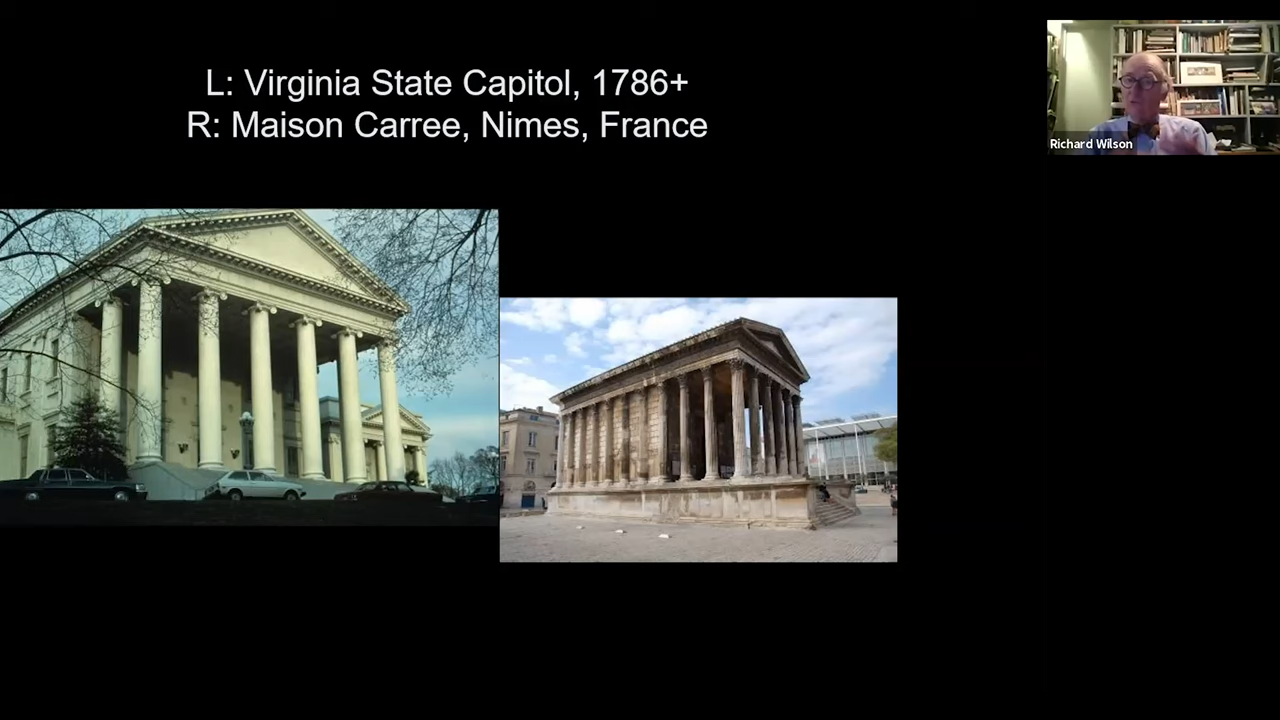 L: Virginia State Capitol, 1786+
R: Maison Carree, Nimes, France
Richard Wilson